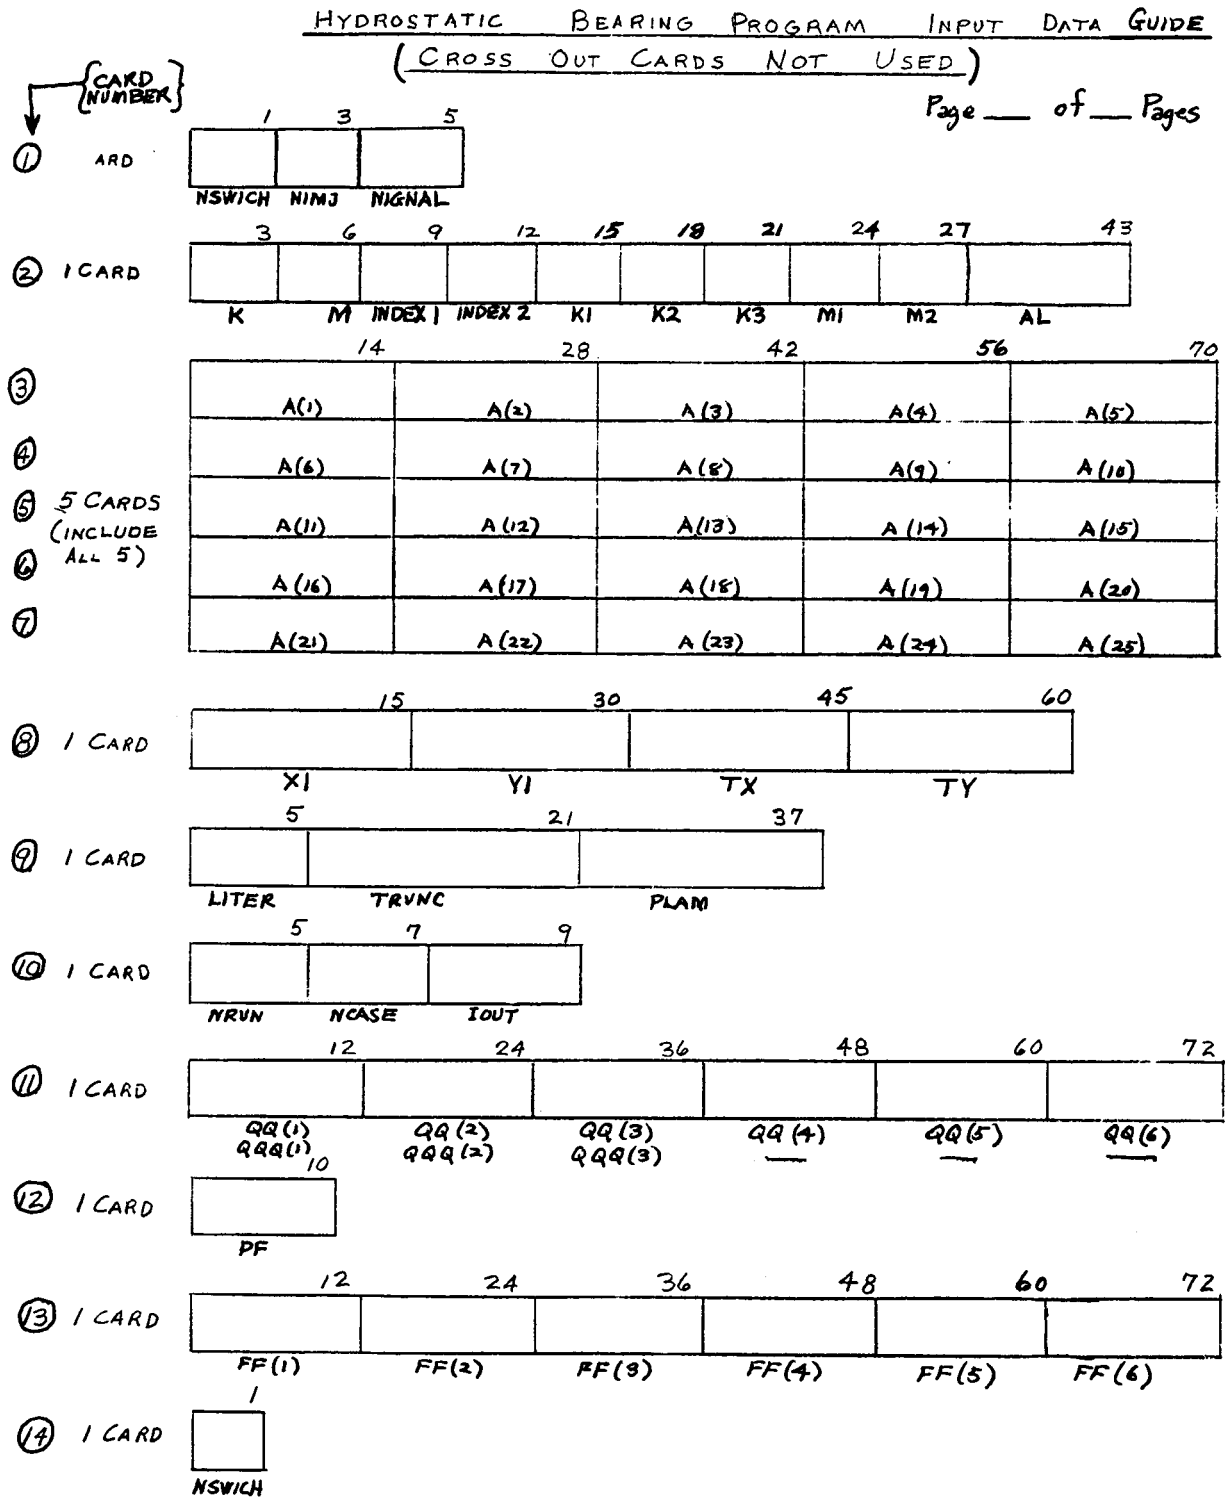 HYDROSTATIC BEARING PROGRAM INPUT DATA GUIDE
(CROSS OUT CARDS NOT USED)
{CARD NUMBER}
Page __ of __ Pages
1 3 5
① ARD
NSWICH NIMJ NIGNAL
3 6 9 12 15 18 21 24 27 43
② 1 CARD
K M INDEX 1 INDEX 2 K1 K2 K3 M1 M2 AL
14 28 42 56 70
③
A(1) A(2) A(3) A(4) A(5)
④
A(6) A(7) A(8) A(9) A(10)
⑤ 5 CARDS
(INCLUDE
ALL 5)
A(11) A(12) A(13) A(14) A(15)
⑥
A(16) A(17) A(18) A(19) A(20)
⑦
A(21) A(22) A(23) A(24) A(25)
15 30 45 60
⑧ 1 CARD
X1 Y1 TX TY
5 21 37
⑨ 1 CARD
LITER TRUNC PLAM
5 7 9
⑩ 1 CARD
NRUN NCASE IOUT
12 24 36 48 60 72
⑪ 1 CARD
QQ(1) QQ(2) QQ(3) QQ(4) QQ(5) QQ(6)
QQQ(1) QQQ(2) QQQ(3)
10
⑫ 1 CARD
PF
12 24 36 48 60 72
⑬ 1 CARD
FF(1) FF(2) FF(3) FF(4) FF(5) FF(6)
1
⑭ 1 CARD
NSWICH